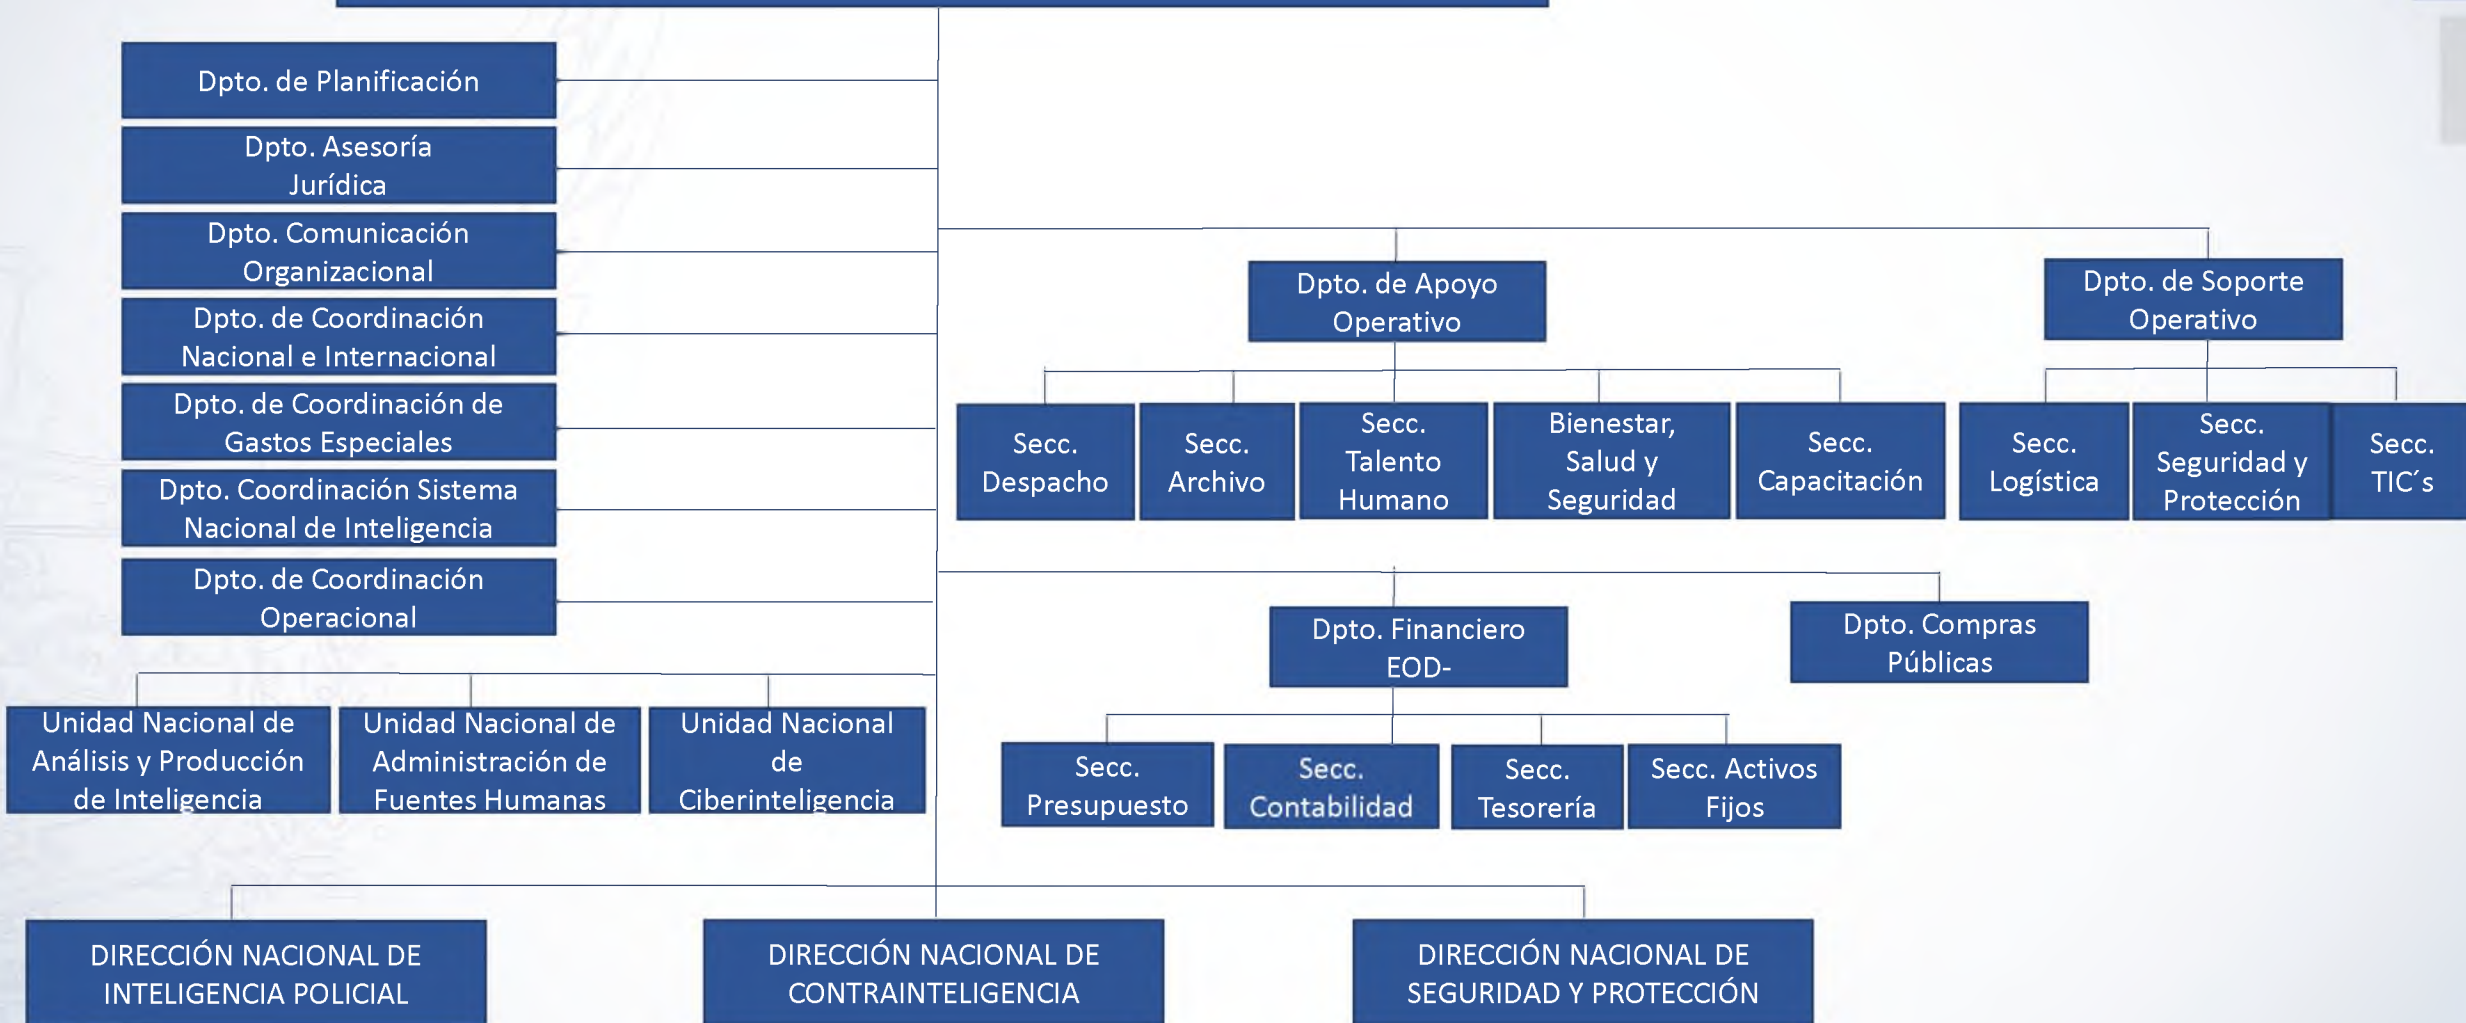 Dpto. de Planificación
Dpto. Asesoría
Jurídica
Dpto. Comunicación
Organizacional
Dpto. de Coordinación
Nacional e Internacional
Dpto. de Coordinación de
Gastos Especiales
Dpto. Coordinación Sistema
Nacional de Inteligencia
Dpto. de Coordinación
Operacional
Dpto. de Apoyo
Operativo
Dpto. de Soporte
Operativo
Secc.
Despacho
Secc.
Archivo
Secc.
Talento
Humano
Bienestar,
Salud y
Seguridad
Secc.
Capacitación
Secc.
Logística
Secc.
Seguridad y
Protección
Secc.
TIC´s
Dpto. Financiero
EOD-
Dpto. Compras
Públicas
Secc.
Presupuesto
Secc.
Contabilidad
Secc.
Tesorería
Secc. Activos
Fijos
Unidad Nacional de
Análisis y Producción
de Inteligencia
Unidad Nacional de
Administración de
Fuentes Humanas
Unidad Nacional
de
Ciberinteligencia
DIRECCIÓN NACIONAL DE
INTELIGENCIA POLICIAL
DIRECCIÓN NACIONAL DE
CONTRAINTELIGENCIA
DIRECCIÓN NACIONAL DE
SEGURIDAD Y PROTECCIÓN